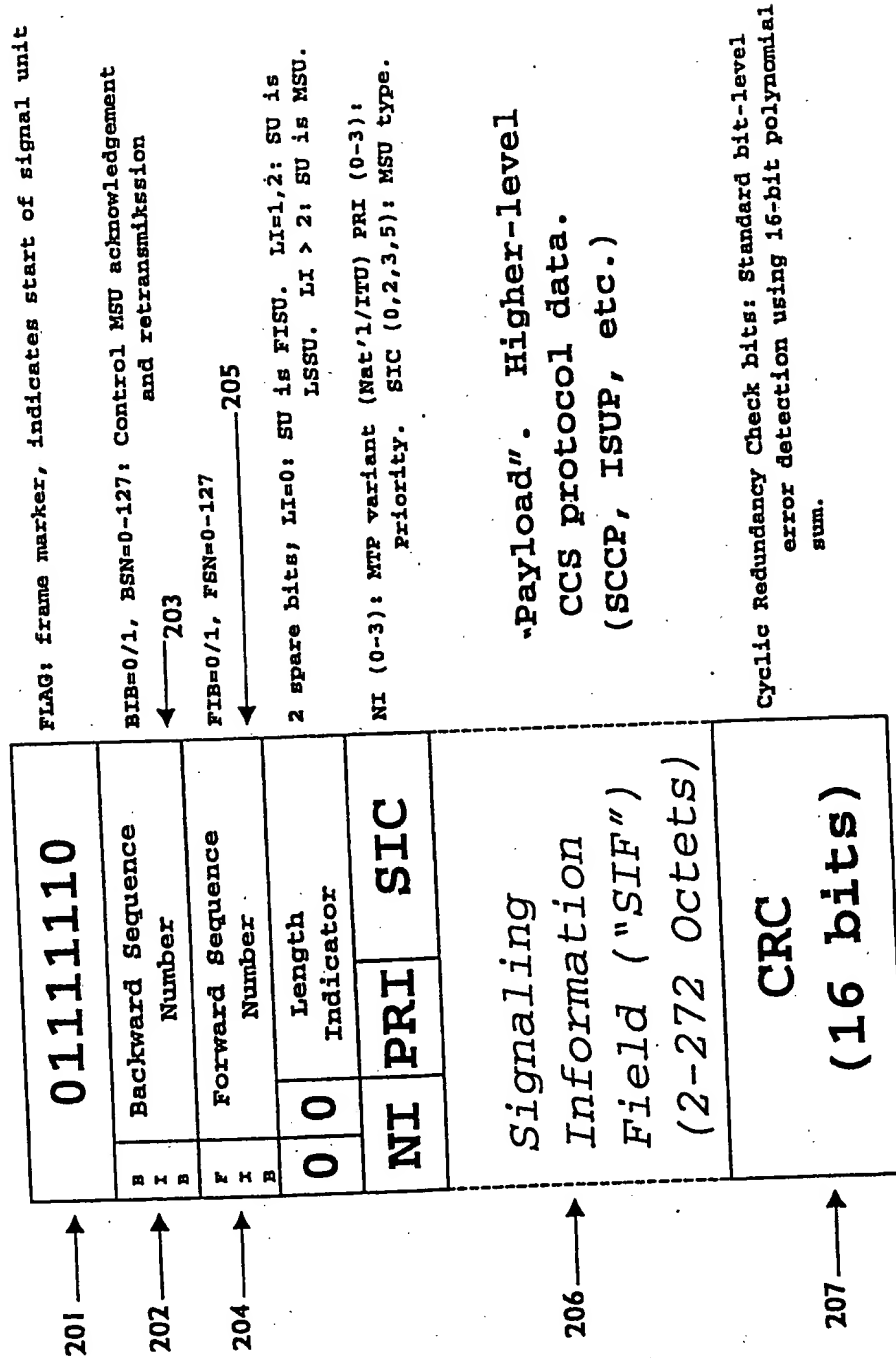 201
01111110
FLAG: frame marker, indicates start of signal unit
202
B
I
B
Backward Sequence
Number
BIB=0/1, BSN=0-127: Control MSU acknowledgement
and retransmikssion
203
204
F
I
B
Forward Sequence
Number
FIB=0/1, FSN=0-127
205
0 0
Length
Indicator
2 spare bits; LI=0: SU is FISU. LI=1,2: SU is
LSSU. LI > 2: SU is MSU.
NI PRI SIC
NI (0-3): MTP variant (Nat'l/ITU) PRI (0-3):
Priority. SIC (0,2,3,5): MSU type.
206
Signaling
Information
Field ("SIF")
(2-272 Octets)
"Payload". Higher-level
CCS protocol data.
(SCCP, ISUP, etc.)
207
CRC
(16 bits)
Cyclic Redundancy Check bits: Standard bit-level
error detection using 16-bit polynomial
sum.